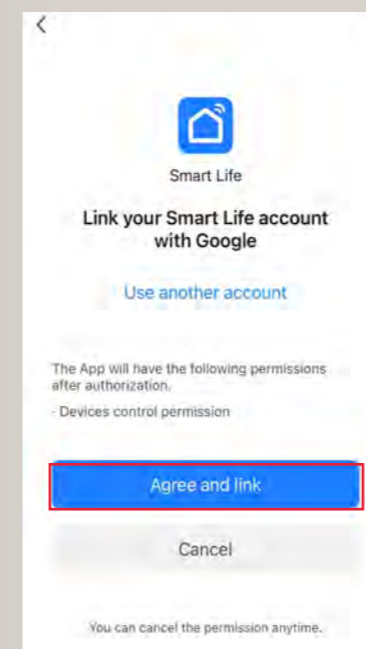 Smart Life
Link your Smart Life account
with Google
Use another account
The App will have the following permissions
after authorization.
- Devices control permission
Agree and link
Cancel
You can cancel the permission anytime.